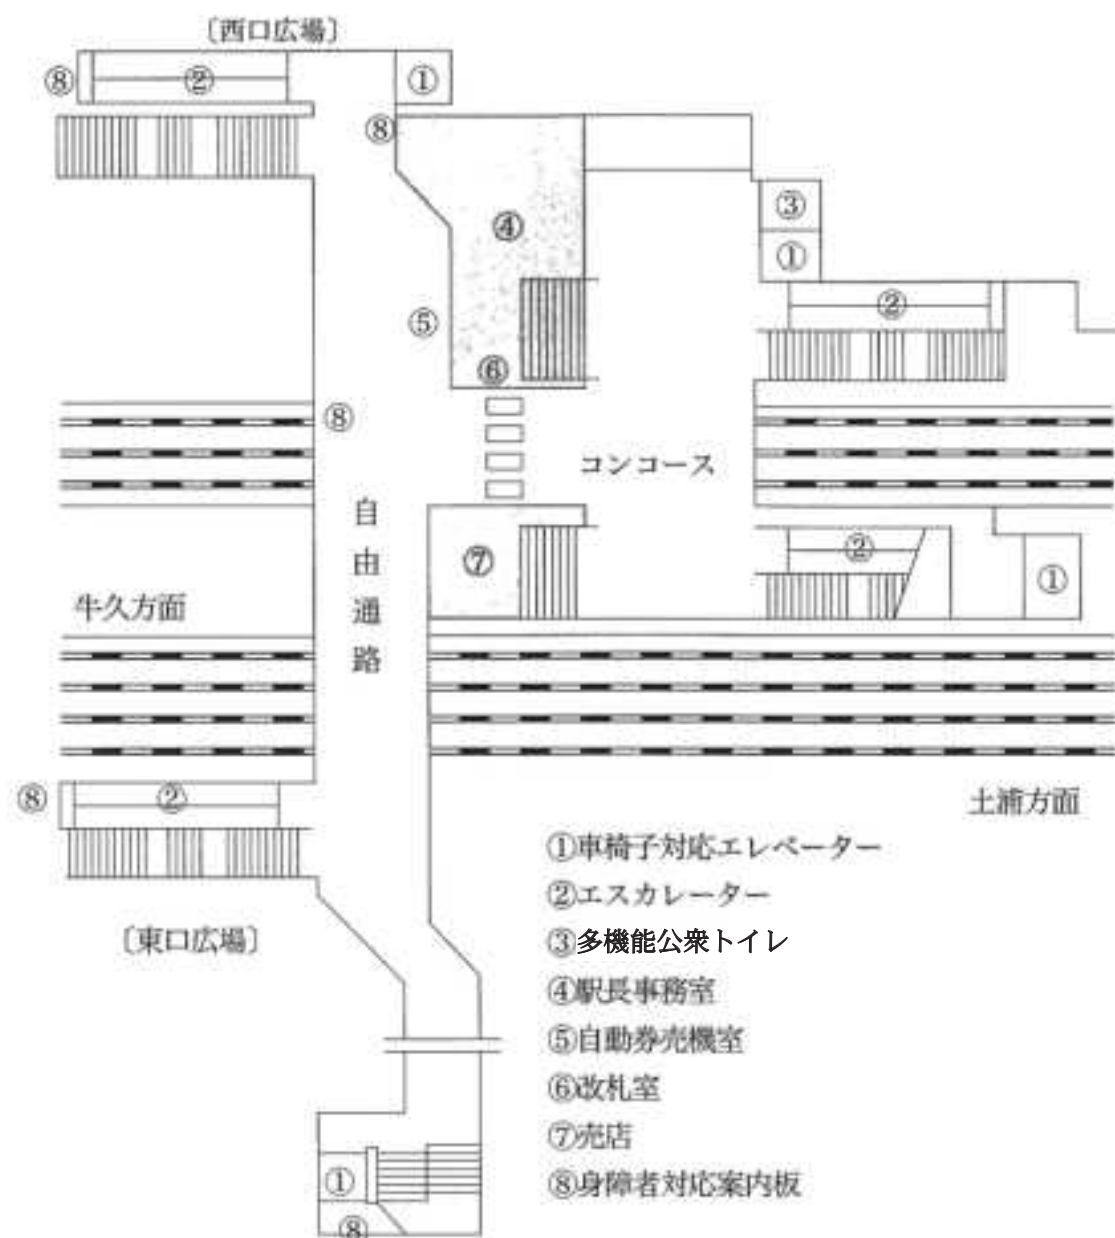 〔西口広場〕
⑧
②
①
⑧
④
③
①
②
⑤
⑥
⑧
コンコース
自由通路
②
⑦
①
牛久方面
⑧
②
土浦方面
〔東口広場〕
①車椅子対応エレベーター
②エスカレーター
③多機能公衆トイレ
④駅長事務室
⑤自動券売機室
⑥改札室
⑦売店
⑧身障者対応案内板
①
⑧